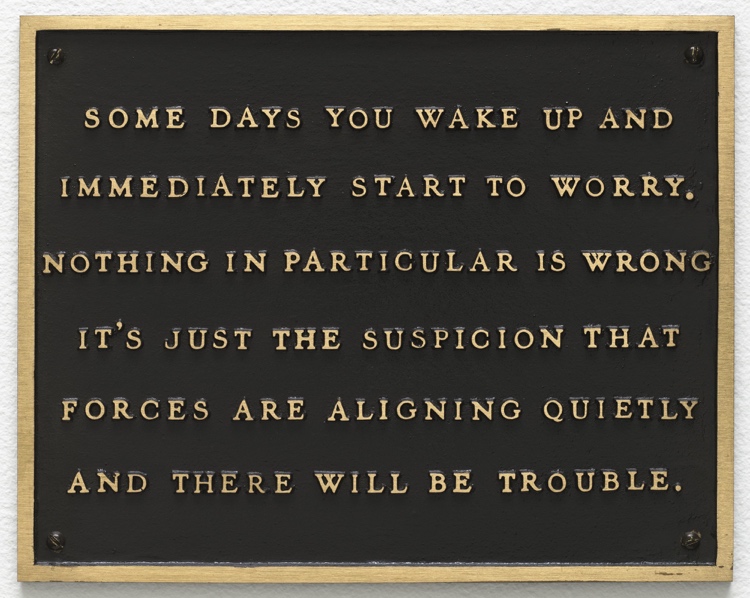 SOME DAYS YOU WAKE UP AND
IMMEDIATELY START TO WORRY.
NOTHING IN PARTICULAR IS WRONG
IT'S JUST THE SUSPICION THAT
FORCES ARE ALIGNING QUIETLY
AND THERE WILL BE TROUBLE.